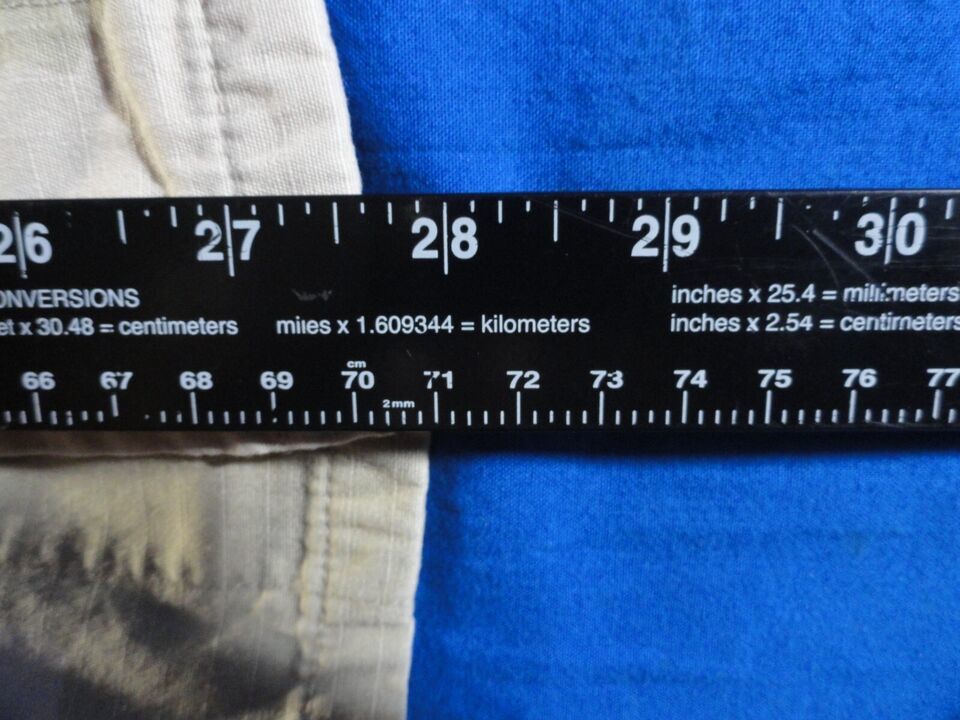 26 27 28 29 30
inches x 25.4 = millimeters
ONVERSIONS
et x 30.48 = centimeters miles x 1.609344 = kilometers inches x 2.54 = centimeters
cm
66 67 68 69 70 71 72 73 74 75 76 77
2mm